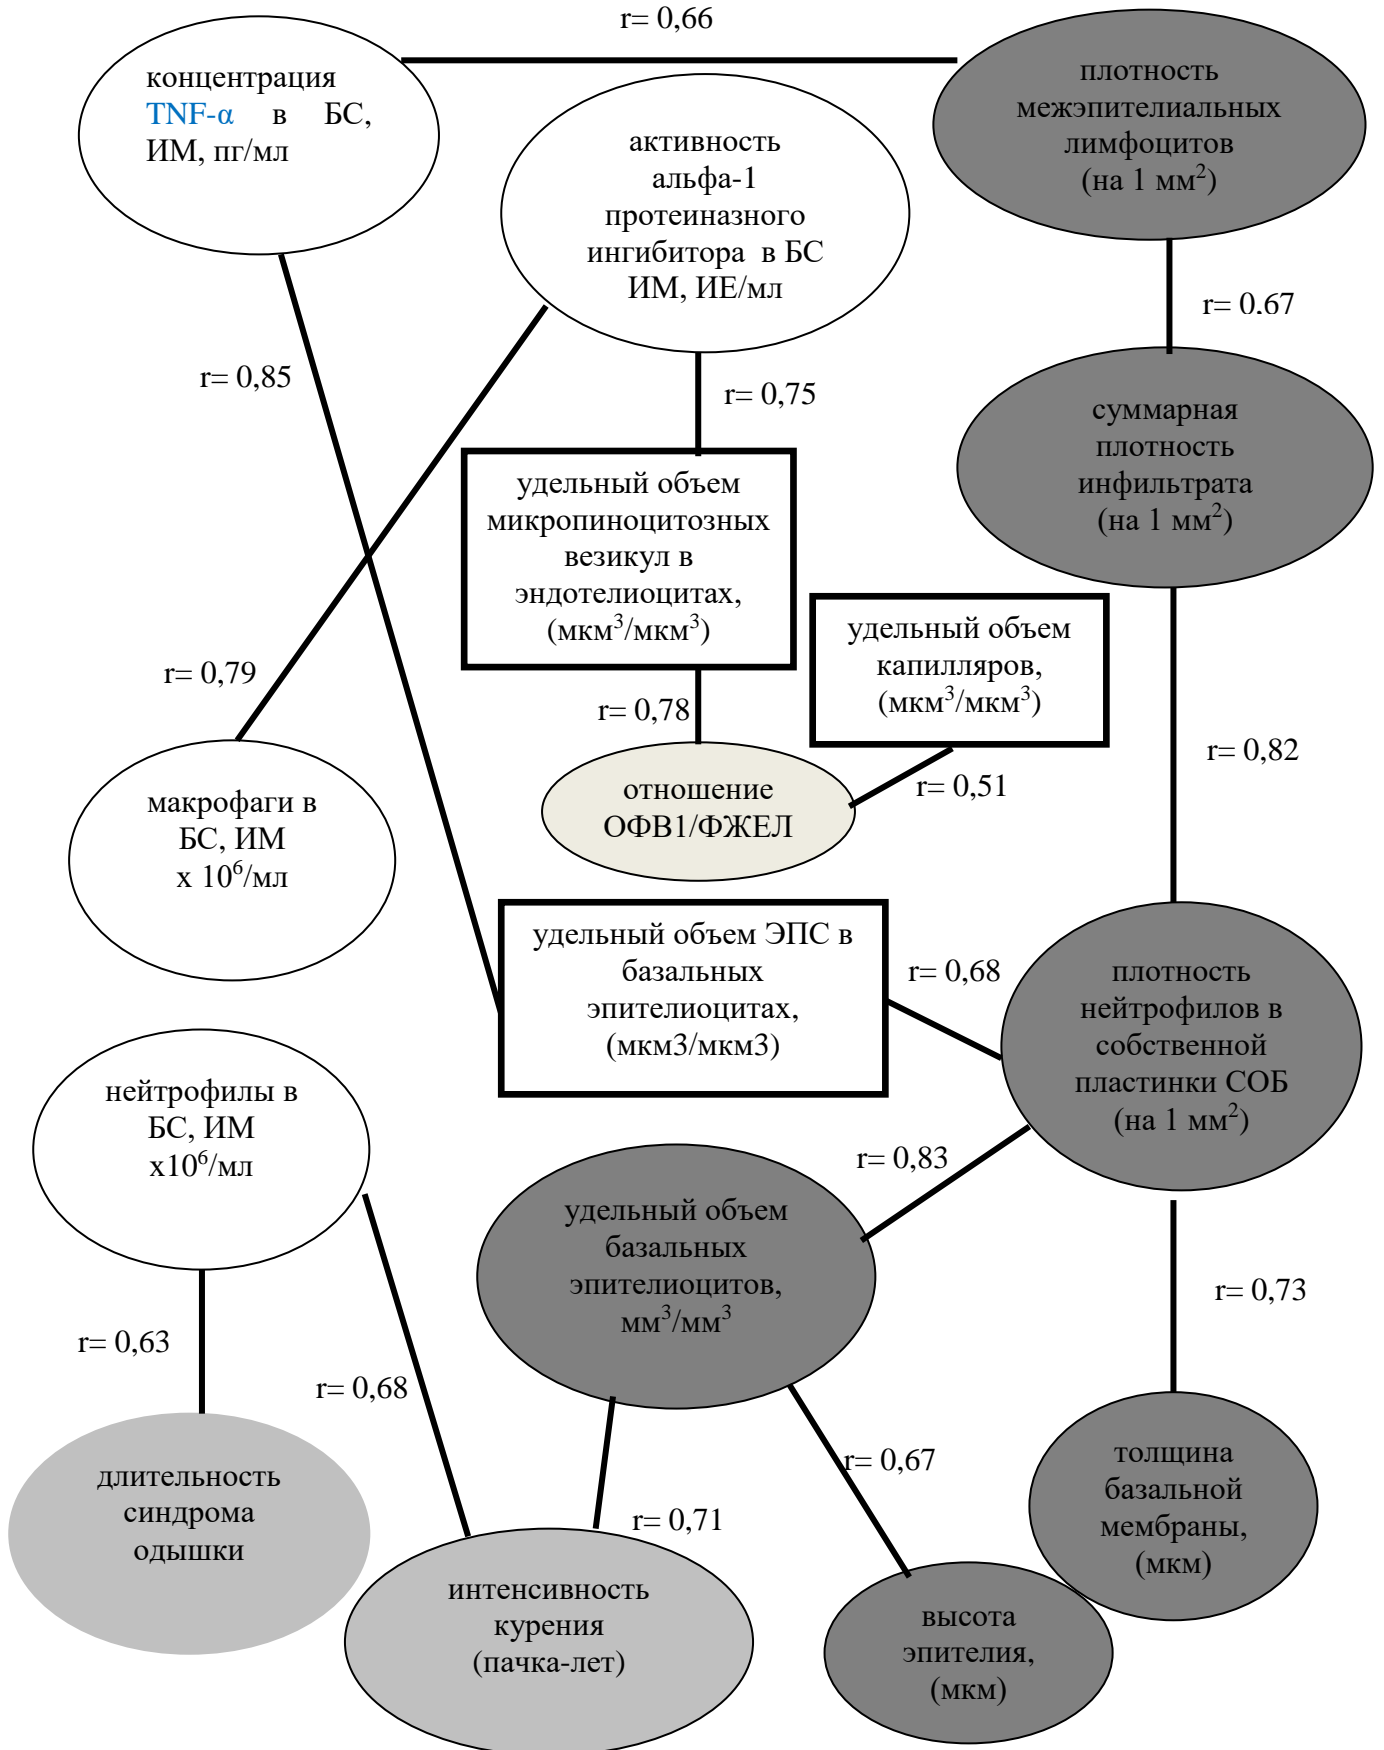 r= 0,66
концентрация
TNF-α в БС,
ИМ, пг/мл
плотность
межэпителиальных
лимфоцитов
(на 1 мм²)
активность
альфа-1
протеиназного
ингибитора в БС
ИМ, ИЕ/мл
r= 0.67
r= 0,85
r= 0,75
суммарная
плотность
инфильтрата
(на 1 мм²)
удельный объем
микропиноцитозных
везикул в
эндотелиоцитах,
(мкм³/мкм³)
удельный объем
капилляров,
(мкм³/мкм³)
r= 0,79
r= 0,78
r= 0,82
r= 0,51
отношение
ОФВ1/ФЖЕЛ
макрофаги в
БС, ИМ
х 10⁶/мл
удельный объем ЭПС в
базальных
эпителиоцитах,
(мкм3/мкм3)
r= 0,68
плотность
нейтрофилов в
собственной
пластинки СОБ
(на 1 мм²)
нейтрофилы в
БС, ИМ
х10⁶/мл
r= 0,83
удельный объем
базальных
эпителиоцитов,
мм³/мм³
r= 0,73
r= 0,63
r= 0,68
r= 0,67
r= 0,71
длительность
синдрома
одышки
толщина
базальной
мембраны,
(мкм)
интенсивность
курения
(пачка-лет)
высота
эпителия,
(мкм)